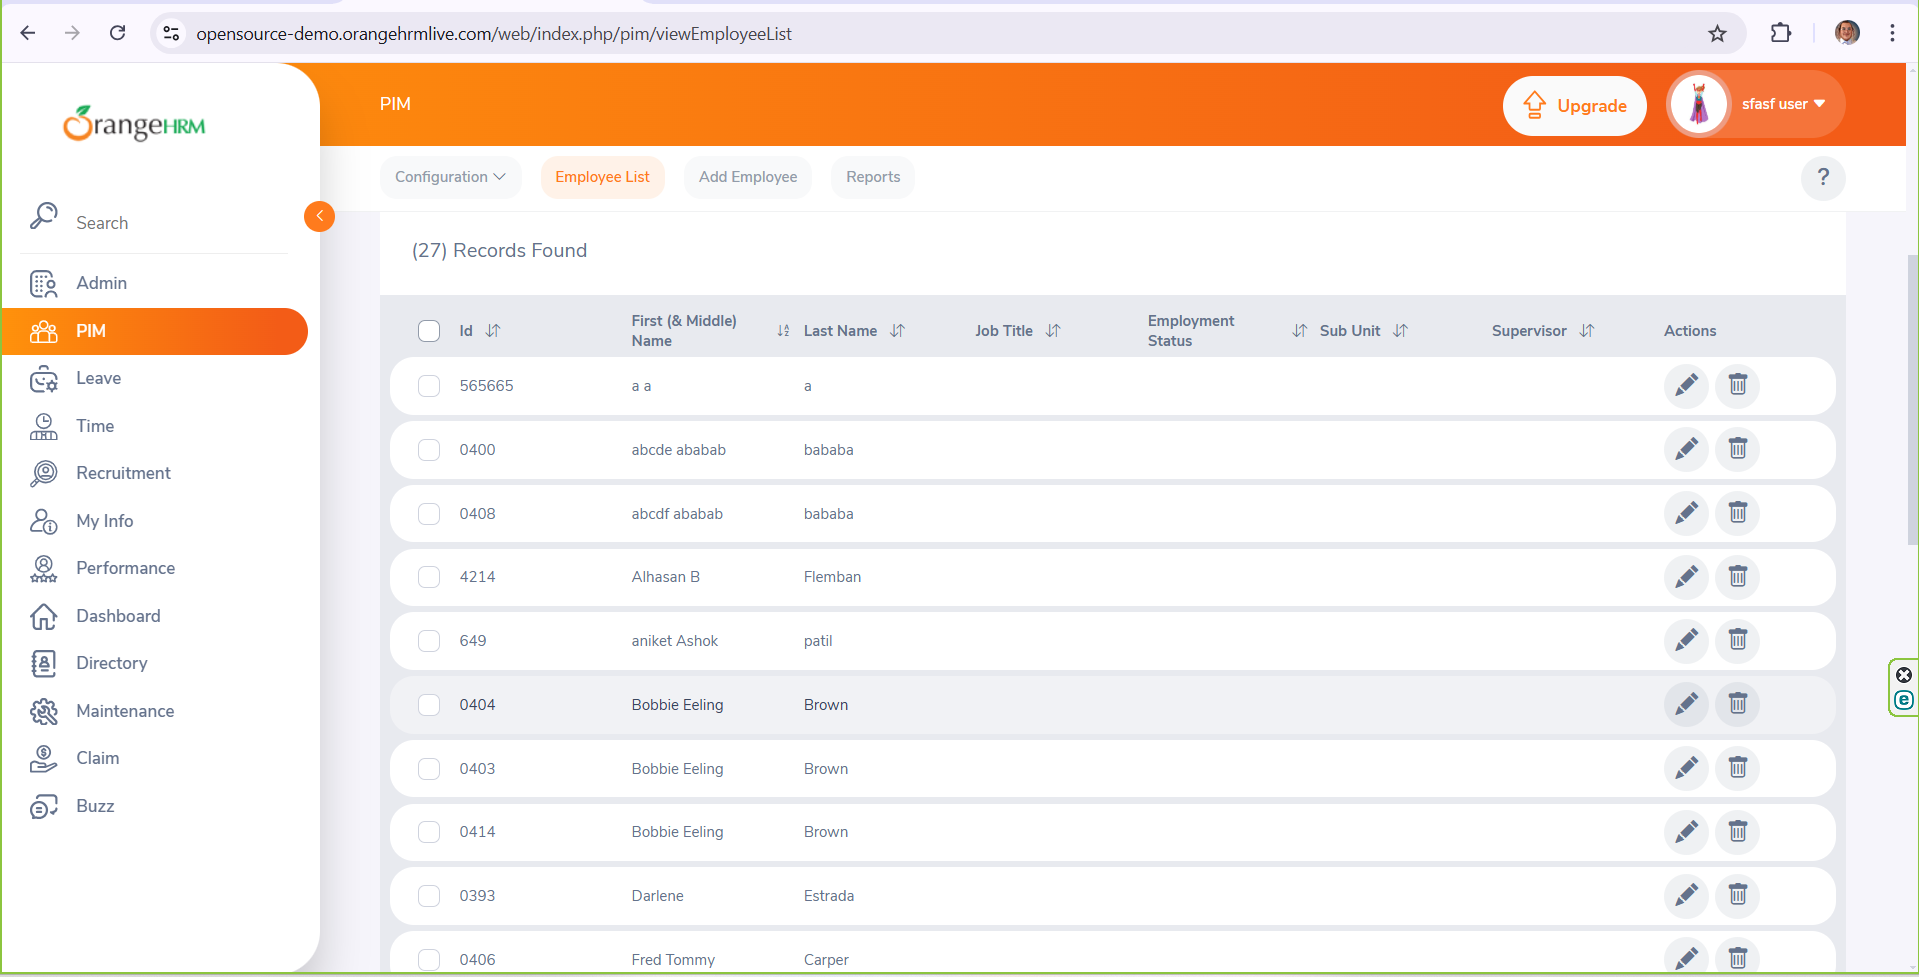 opensource-demo.orangehrmlive.com/web/index.php/pim/viewEmployeeList
OrangeHRM
PIM
Upgrade
sfasf user
Configuration
Employee List
Add Employee
Reports
?
Search
Admin
PIM
Leave
Time
Recruitment
My Info
Performance
Dashboard
Directory
Maintenance
Claim
Buzz
(27) Records Found
Id
First (& Middle)
Name
Last Name
Job Title
Employment
Status
Sub Unit
Supervisor
Actions
565665 a a a
0400 abcde ababab bababa
0408 abcdf ababab bababa
4214 Alhasan B Flemban
649 aniket Ashok patil
0404 Bobbie Eeling Brown
0403 Bobbie Eeling Brown
0414 Bobbie Eeling Brown
0393 Darlene Estrada
0406 Fred Tommy Carper